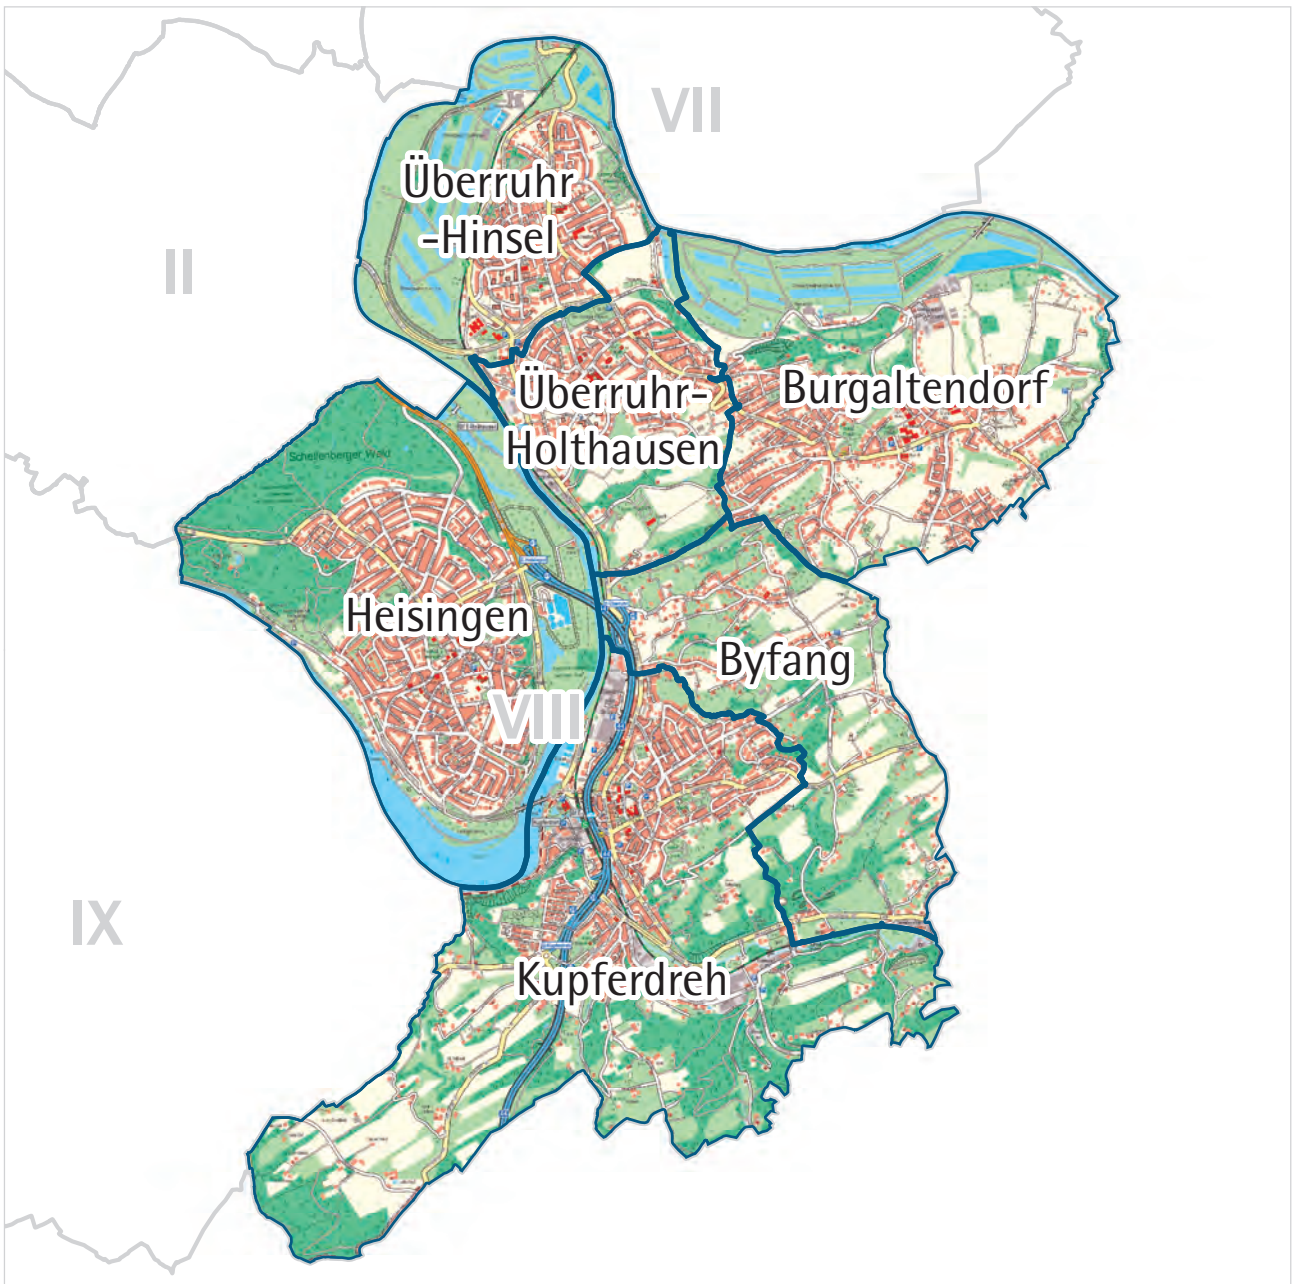 VII
Überruhr
-Hinsel
II
Burgaltendorf
Überruhr-
Holthausen
Schellenberger Wald
Heisingen
Byfang
VIII
IX
Kupferdreh